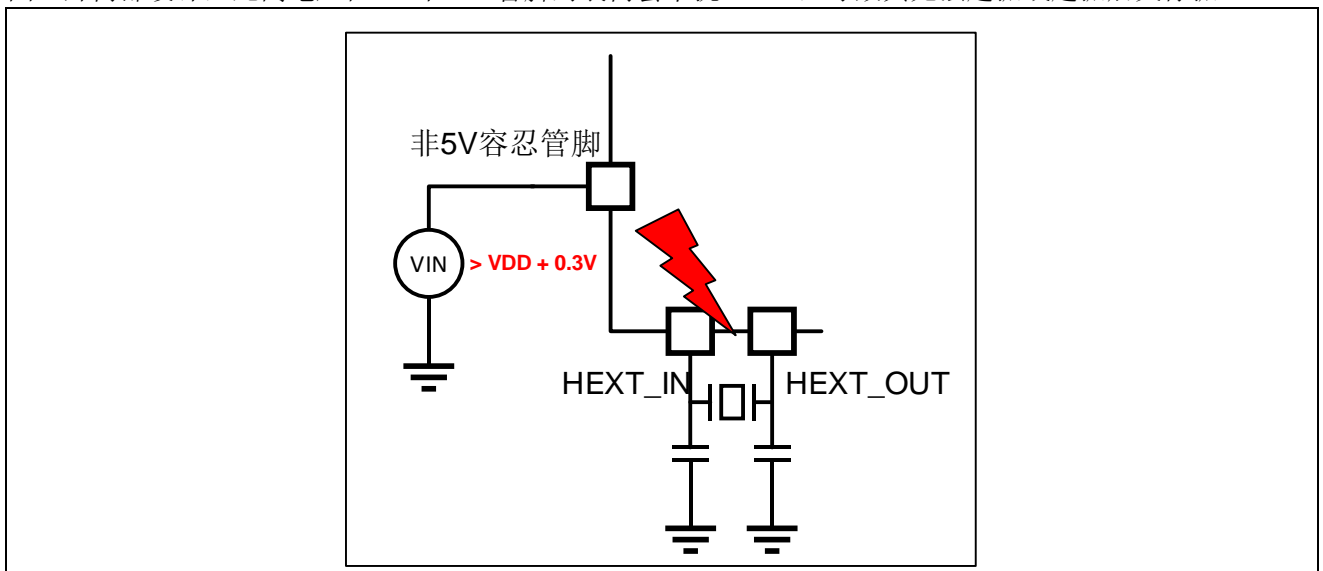 非5V容忍管脚
VIN
> VDD + 0.3V
HEXT_IN
HEXT_OUT